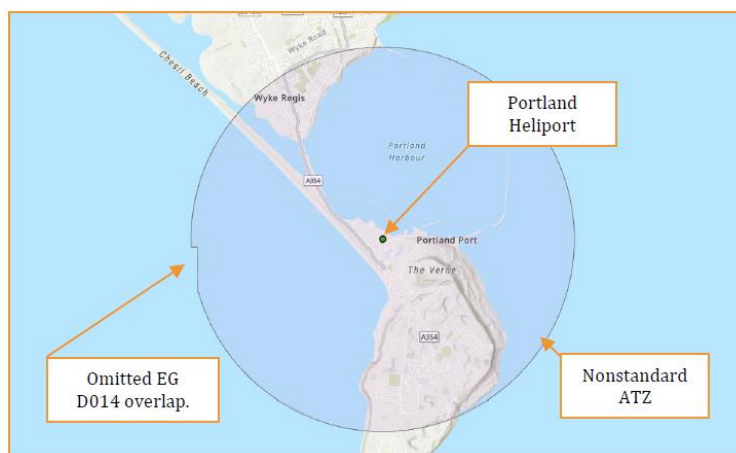 Wyke Road
Chesil Beach
Wyke Regis
Portland
Heliport
Portland
Harbour
A354
Portland Port
The Verne
A354
Omitted EG
D014 overlap.
Nonstandard
ATZ